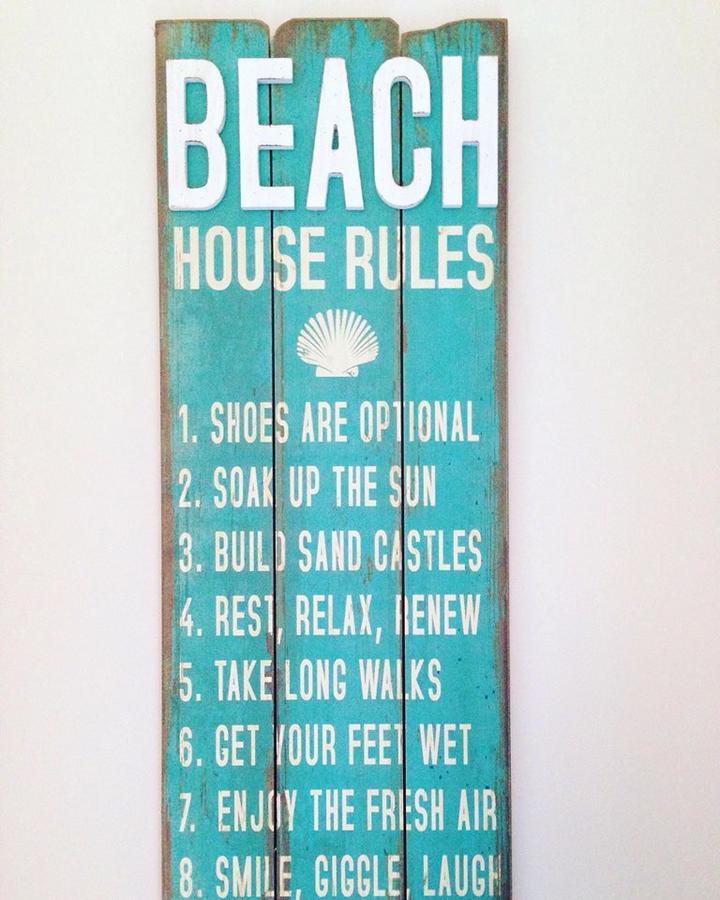 BEACH
HOUSE RULES
1. SHOES ARE OPTIONAL
2. SOAK UP THE SUN
3. BUILD SAND CASTLES
4. REST, RELAX, RENEW
5. TAKE LONG WALKS
6. GET YOUR FEET WET
7. ENJOY THE FRESH AIR
8. SMILE, GIGGLE, LAUGH